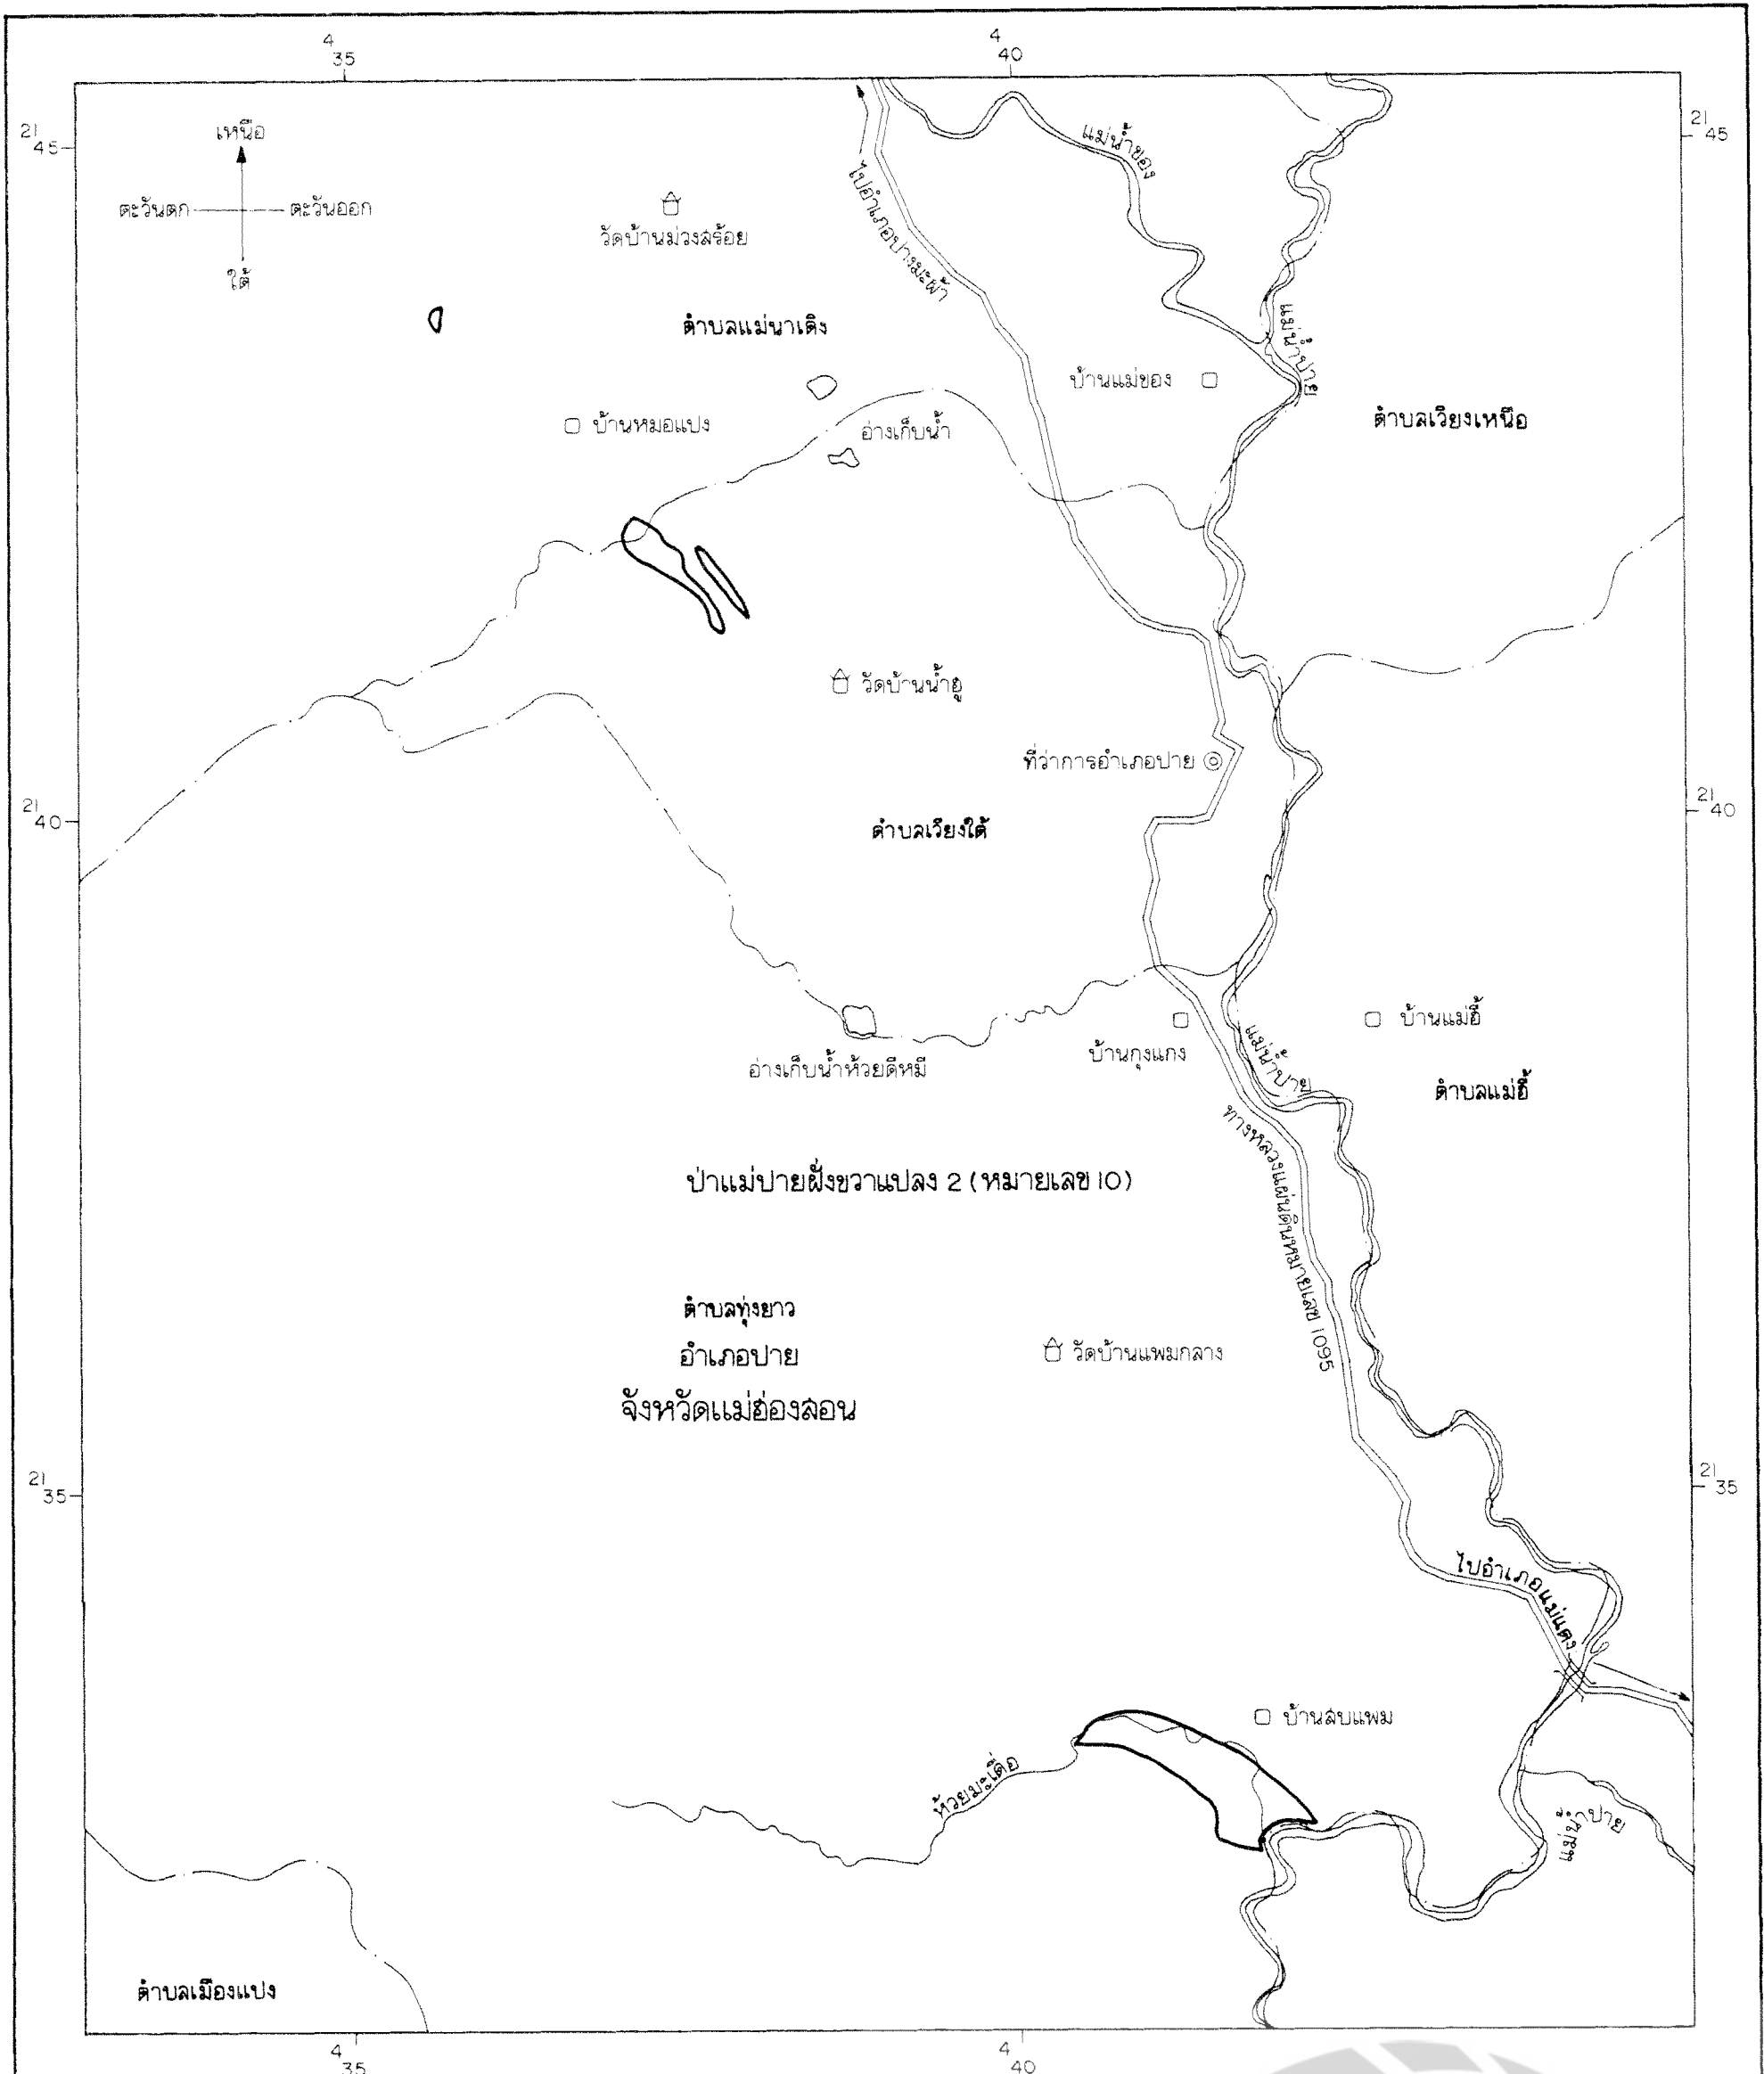 4 35
4 40
21 45
21 45
เหนือ
ตะวันตก
ตะวันออก
ใต้
วัดบ้านม่วงสร้อย
ไปอำเภอปางมะผ้า
แม่น้ำของ
แม่น้ำปาย
ตำบลแม่นาเติง
บ้านแม่ของ
บ้านหมอแปง
อ่างเก็บน้ำ
ตำบลเวียงเหนือ
วัดบ้านน้ำฮู
ที่ว่าการอำเภอปาย
21 40
21 40
ตำบลเวียงใต้
อ่างเก็บน้ำห้วยตีหมี
บ้านกุงแกง
แม่น้ำปาย
บ้านแม่ฮี้
ตำบลแม่ฮี้
ทางหลวงแผ่นดินหมายเลข 1095
ป่าแม่ปายฝั่งขวาแปลง 2 (หมายเลข 10)
ตำบลทุ่งยาว
อำเภอปาย
จังหวัดแม่ฮ่องสอน
วัดบ้านแพมกลาง
21 35
21 35
ไปอำเภอแม่แตง
บ้านสบแพม
ห้วยมะเดื่อ
แม่น้ำปาย
ตำบลเมืองแปง
4 35
4 40